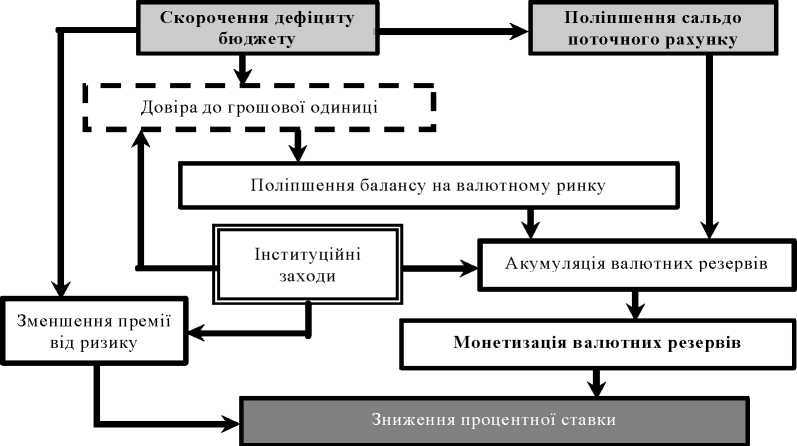 Скорочення дефіциту
бюджету
Поліпшення сальдо
поточного рахунку
Довіра до грошової одиниці
Поліпшення балансу на валютному ринку
Інституційні
заходи
Акумуляція валютних резервів
Зменшення премії
від ризику
Монетизація валютних резервів
Зниження процентної ставки